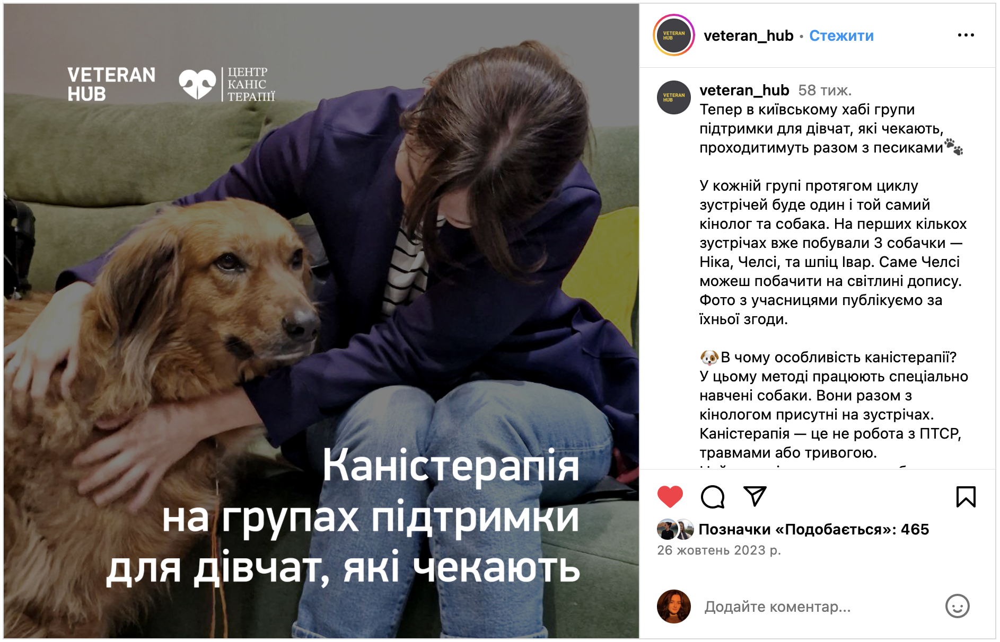 VETERAN
HUB
ЦЕНТР
КАНІС
ТЕРАПІЇ
Каністерапія
на групах підтримки
для дівчат, які чекають
VETERAN
HUB
veteran_hub • Стежити
VETERAN
HUB
veteran_hub 58 тиж.
Тепер в київському хабі групи
підтримки для дівчат, які чекають,
проходитимуть разом з песиками🐾
У кожній групі протягом циклу
зустрічей буде один і той самий
кінолог та собака. На перших кількох
зустрічах вже побували 3 собачки —
Ніка, Челсі, та шпіц Івар. Саме Челсі
можеш побачити на світлині допису.
Фото з учасницями публікуємо за
їхньої згоди.
🐶В чому особливість каністерапії?
У цьому методі працюють спеціально
навчені собаки. Вони разом з
кінологом присутні на зустрічах.
Каністерапія — це не робота з ПТСР,
травмами або тривогою.
Позначки «Подобається»: 465
26 жовтень 2023 р.
Додайте коментар...